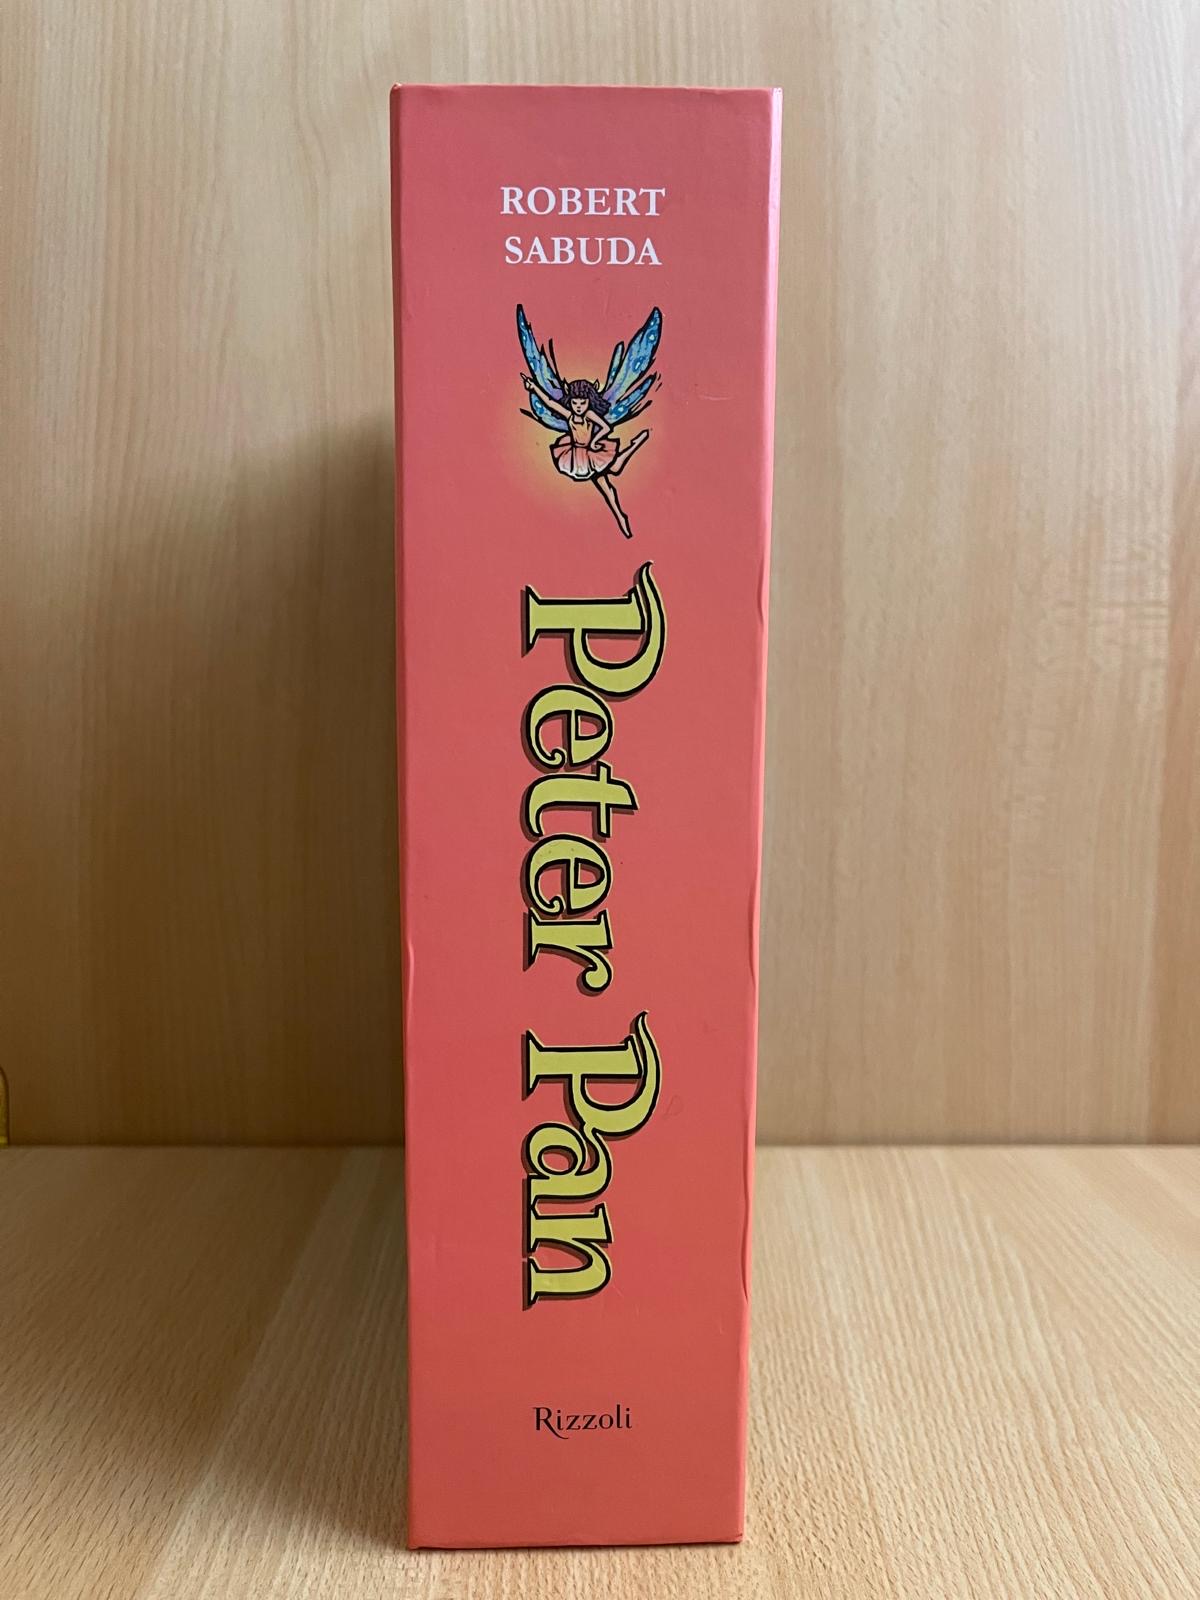 ROBERT
SABUDA
Peter Pan
Rizzoli